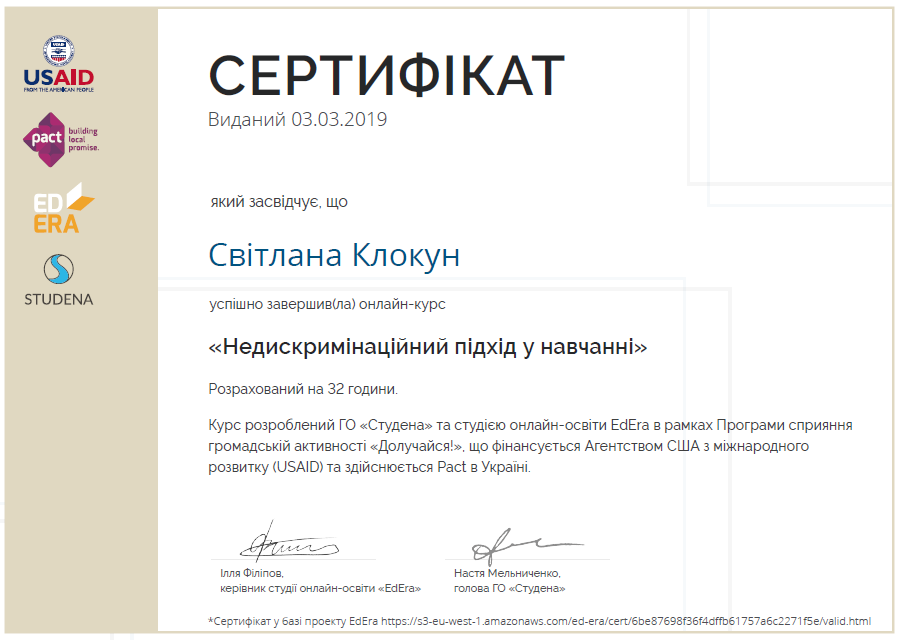 USAID
FROM THE AMERICAN PEOPLE
pact
building
local
promise.
ED
ERA
STUDENA
СЕРТИФІКАТ
Виданий 03.03.2019
який засвідчує, що
Світлана Клокун
успішно завершив(ла) онлайн-курс
«Недискримінаційний підхід у навчанні»
Розрахований на 32 години.
Курс розроблений ГО «Студена» та студією онлайн-освіти EdEra в рамках Програми сприяння
громадській активності «Долучайся!», що фінансується Агентством США з міжнародного
розвитку (USAID) та здійснюється Pact в Україні.
Ілля Філіпов,
керівник студії онлайн-освіти «EdEra»
Настя Мельниченко,
голова ГО «Студена»
*Сертифікат у базі проекту EdEra https://s3-eu-west-1.amazonaws.com/ed-era/cert/6be87698f36f4dffb61757a6c2271f5e/valid.html